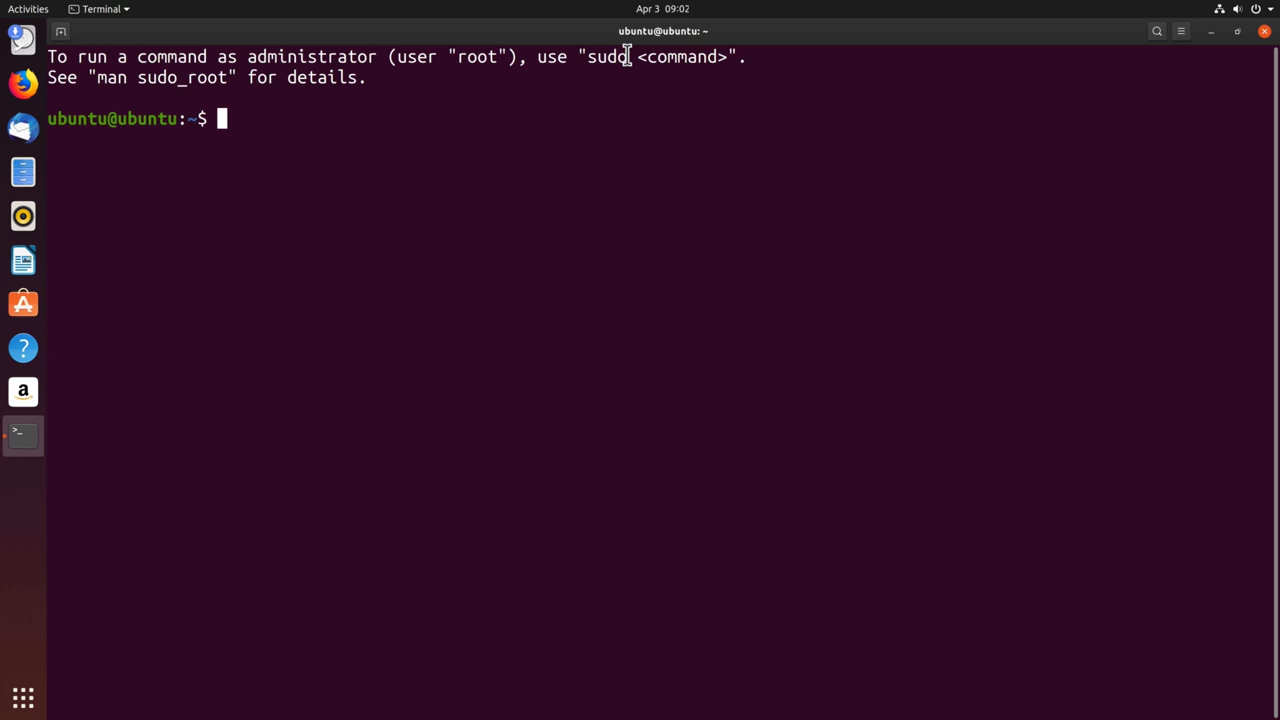 Activities Terminal Apr 3 09:02
ubuntu@ubuntu: ~
To run a command as administrator (user "root"), use "sudo <command>".
See "man sudo_root" for details.
ubuntu@ubuntu:~$
?
a
>_